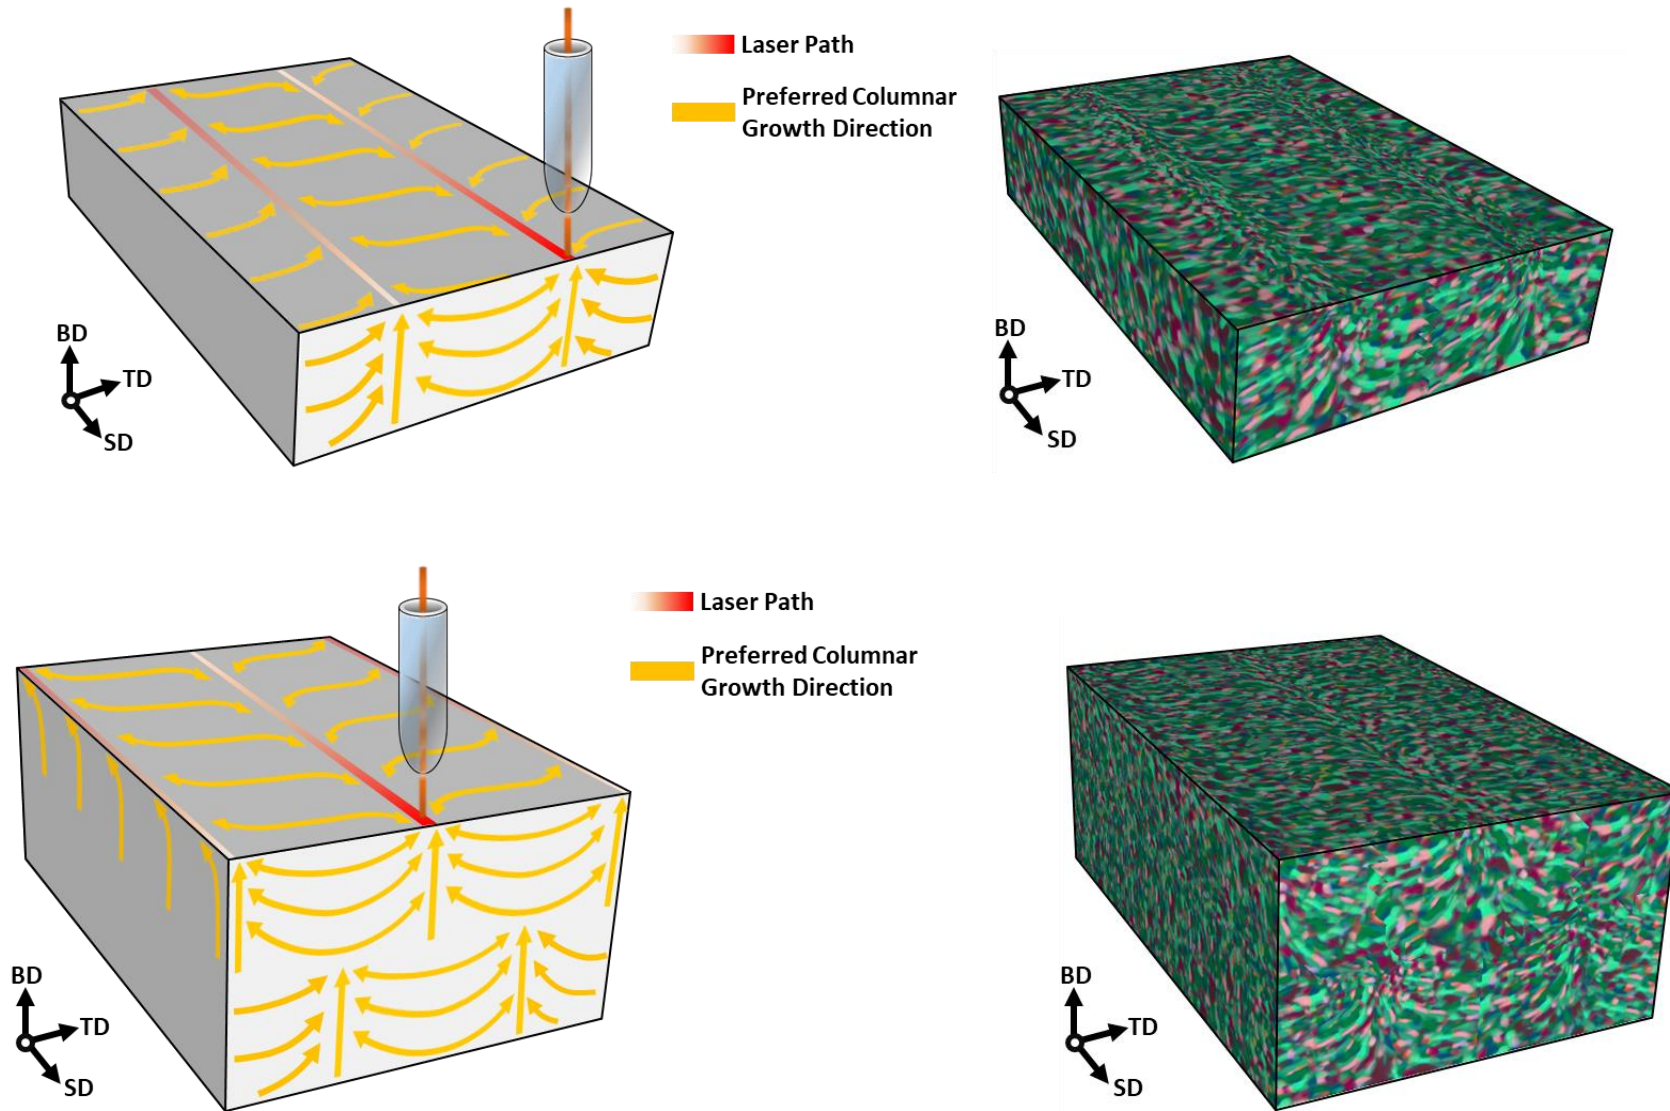 Laser Path
Preferred Columnar
Growth Direction
BD
TD
SD
BD
TD
SD
Laser Path
Preferred Columnar
Growth Direction
BD
TD
SD
BD
TD
SD